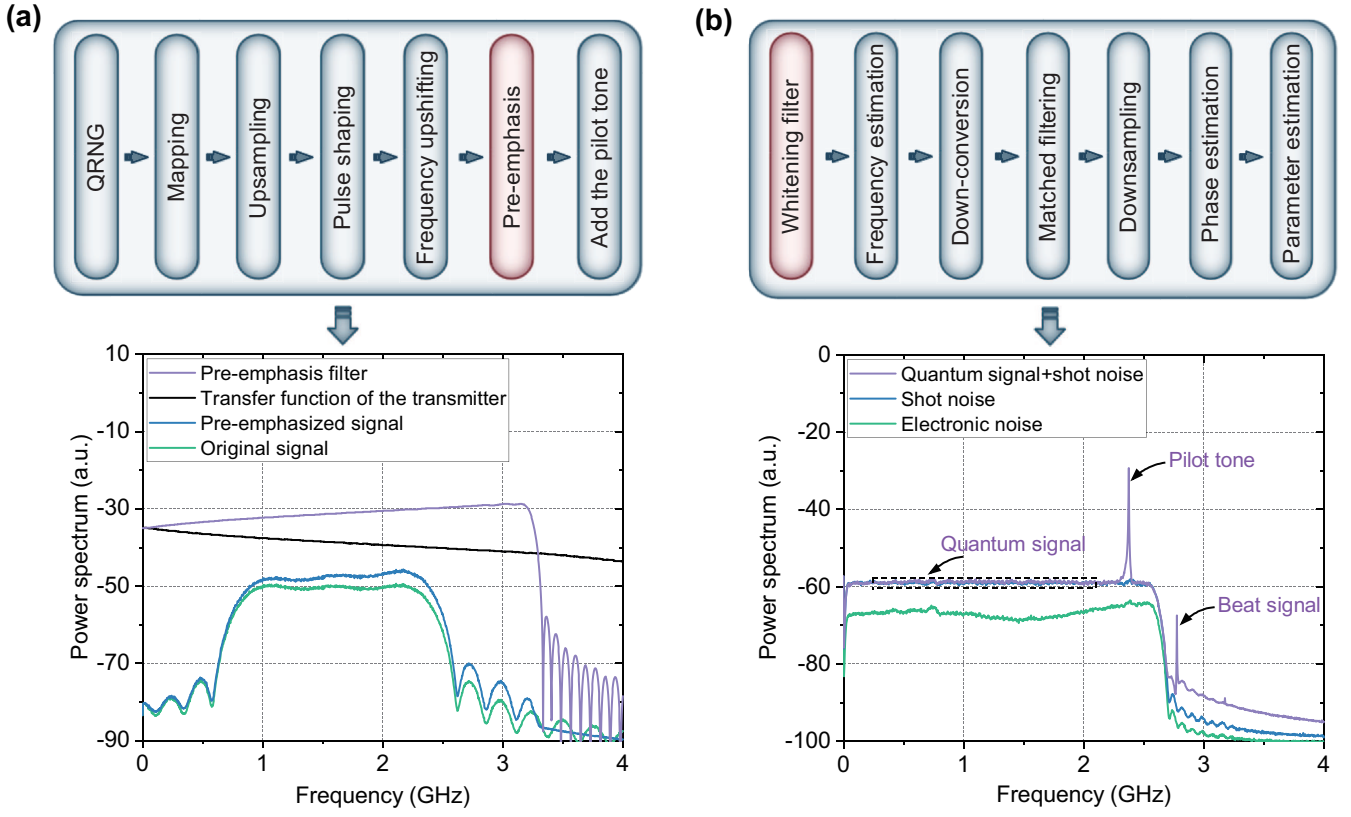 (a)
QRNG
Mapping
Upsampling
Pulse shaping
Frequency upshifting
Pre-emphasis
Add the pilot tone
10
-10
-30
-50
-70
-90
Power spectrum (a.u.)
Pre-emphasis filter
Transfer function of the transmitter
Pre-emphasized signal
Original signal
0
1
2
3
4
Frequency (GHz)
(b)
Whitening filter
Frequency estimation
Down-conversion
Matched filtering
Downsampling
Phase estimation
Parameter estimation
0
-20
-40
-60
-80
-100
Power spectrum (a.u.)
Quantum signal+shot noise
Shot noise
Electronic noise
Pilot tone
Quantum signal
Beat signal
0
1
2
3
4
Frequency (GHz)